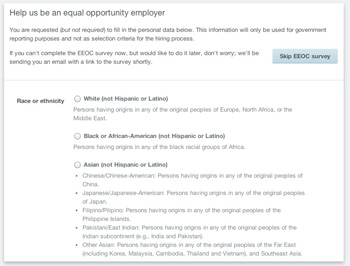 Help us be an equal opportunity employer
You are requested (but not required) to fill in the personal data below. This information will only be used for government
reporting purposes and not as selection criteria for the hiring process.
If you can't complete the EEOC survey now, but would like to do it later, don't worry; we'll be
sending you an email with a link to the survey shortly.
Skip EEOC survey
Race or ethnicity
White (not Hispanic or Latino)
Persons having origins in any of the original peoples of Europe, North Africa, or the
Middle East.
Black or African-American (not Hispanic or Latino)
Persons having origins in any of the black racial groups of Africa.
Asian (not Hispanic or Latino)
• Chinese/Chinese-American: Persons having origins in any of the original peoples of
China.
• Japanese/Japanese-American: Persons having origins in any of the original peoples
of Japan.
• Filipino/Pilipino: Persons having origins in any of the original peoples of the
Philippine Islands.
• Pakistani/East Indian: Persons having origins in any of the original peoples of the
Indian subcontinent (e.g., India and Pakistan).
• Other Asian: Persons having origins in any of the original peoples of the Far East
(including Korea, Malaysia, Cambodia, Thailand and Vietnam), and Southeast Asia.